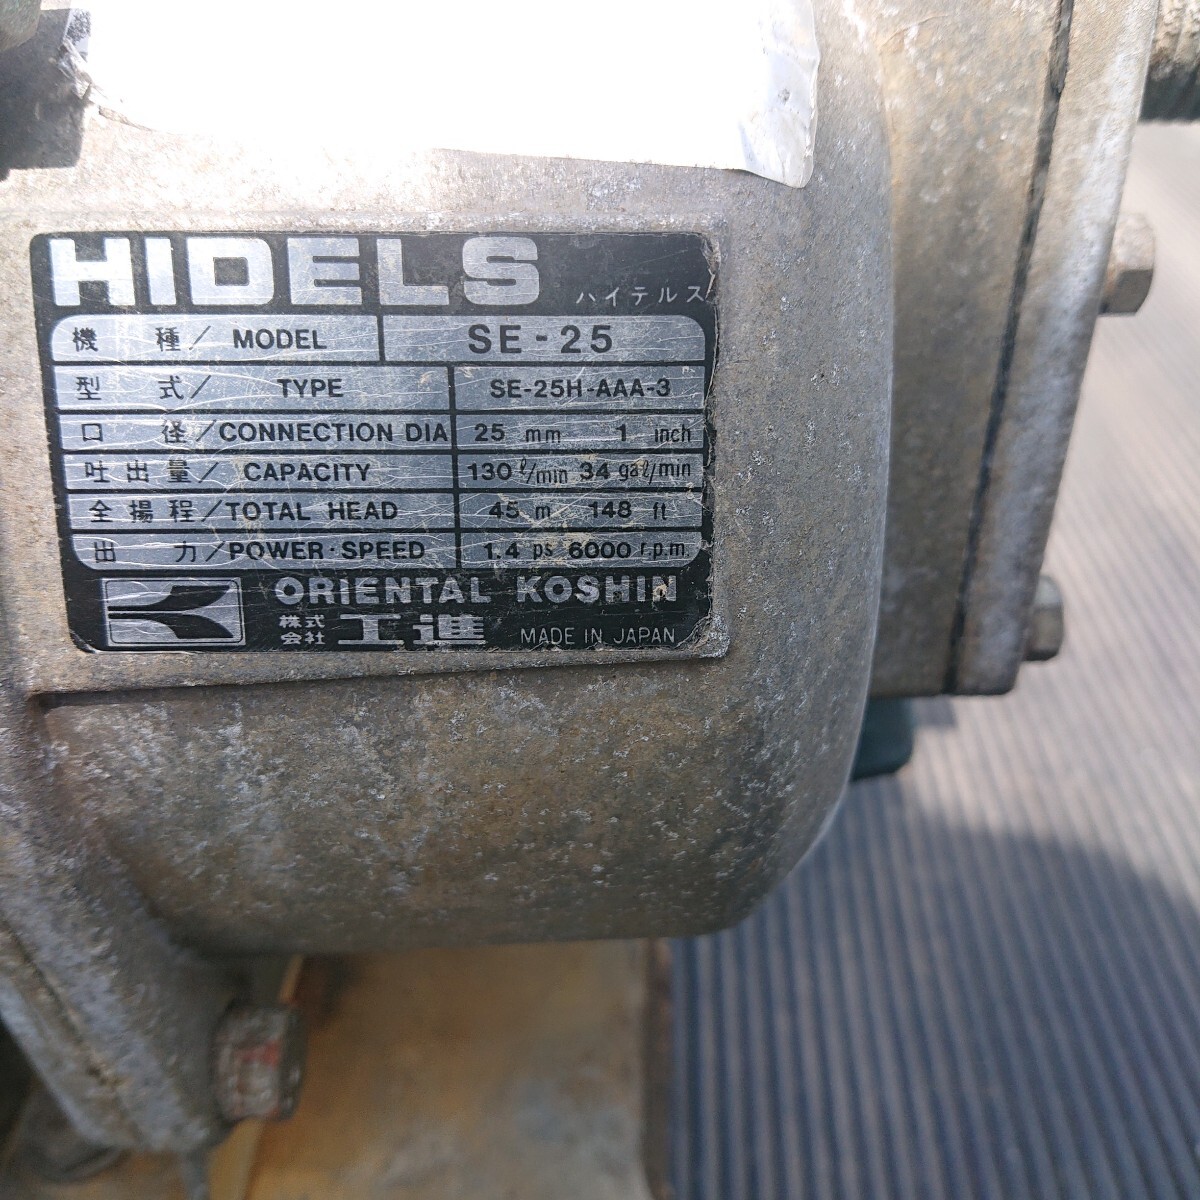 HIDELS ハイデルス
機種/MODEL SE-25
型式/TYPE SE-25H-AAA-3
口径/CONNECTION DIA 25 mm 1 inch
吐出量/CAPACITY 130ℓ/min 34 gaℓ/min
全揚程/TOTAL HEAD 45 m 148 ft
出力/POWER・SPEED 1.4 ps 6000 r.p.m.
ORIENTAL KOSHIN
株式会社 工進 MADE IN JAPAN